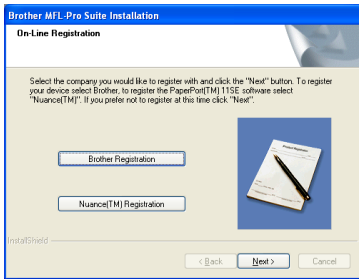 Brother MFL-Pro Suite Installation
On-Line Registration
Select the company you would like to register with and click the "Next" button. To register
your device select Brother, to register the PaperPort(TM) 11SE software select
"Nuance(TM)". If you prefer not to register at this time click "Next".
Brother Registration
Nuance(TM) Registration
Product Registration
InstallShield
< Back
Next >
Cancel